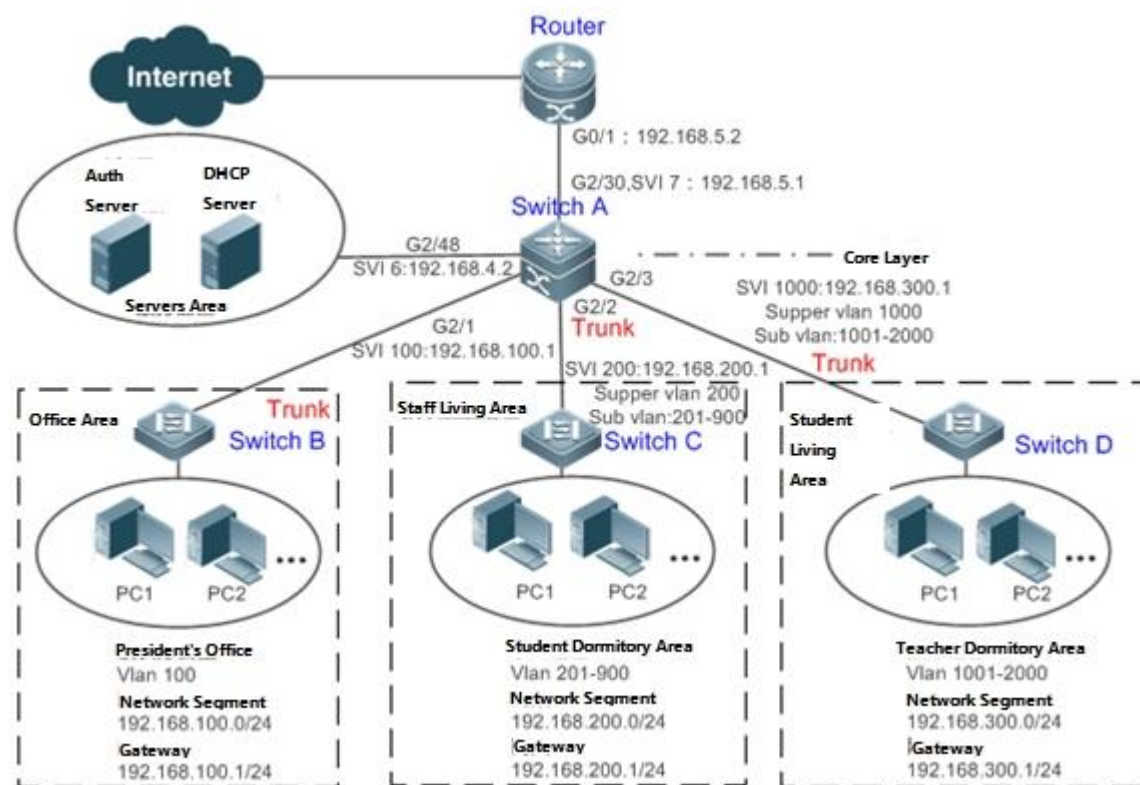 Router
Internet
G0/1：192.168.5.2
Auth
Server
DHCP
Server
G2/30,SVI 7：192.168.5.1
Switch A
G2/48
SVI 6:192.168.4.2
Servers Area
Core Layer
G2/3
SVI 1000:192.168.300.1
Supper vlan 1000
Sub vlan:1001-2000
Trunk
G2/2
Trunk
G2/1
SVI 100:192.168.100.1
SVI 200:192.168.200.1
Supper vlan 200
Sub vlan:201-900
Office Area
Trunk
Switch B
PC1
PC2
...
President's Office
Vlan 100
Network Segment
192.168.100.0/24
Gateway
192.168.100.1/24
Staff Living Area
Switch C
PC1
PC2
...
Student Dormitory Area
Vlan 201-900
Network Segment
192.168.200.0/24
Gateway
192.168.200.1/24
Student
Living
Area
Switch D
PC1
PC2
...
Teacher Dormitory Area
Vlan 1001-2000
Network Segment
192.168.300.0/24
Gateway
192.168.300.1/24